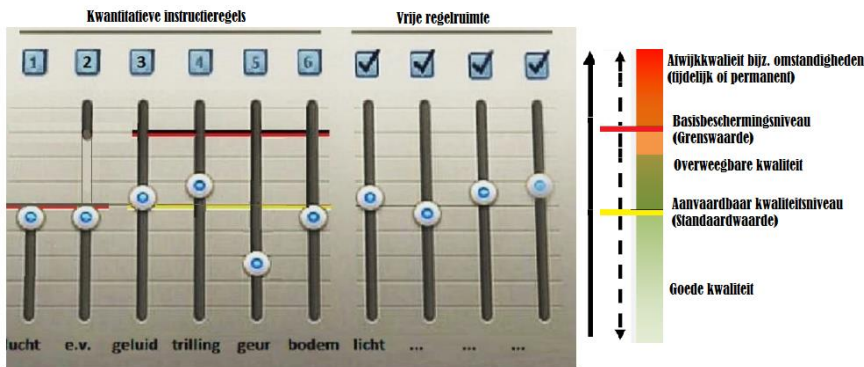 Kwantitatieve instructieregels
Vrije regelruimte
1 2 3 4 5 6
Afwijkkwalieit bijz. omstandigheden
(tijdelijk of permanent)
Basisbeschermingsniveau
(Grenswaarde)
Overweegbare kwaliteit
Aanvaardbaar kwaliteitsniveau
(Standaardwaarde)
Goede kwaliteit
lucht e.v. geluid trilling geur bodem licht ... ... ...